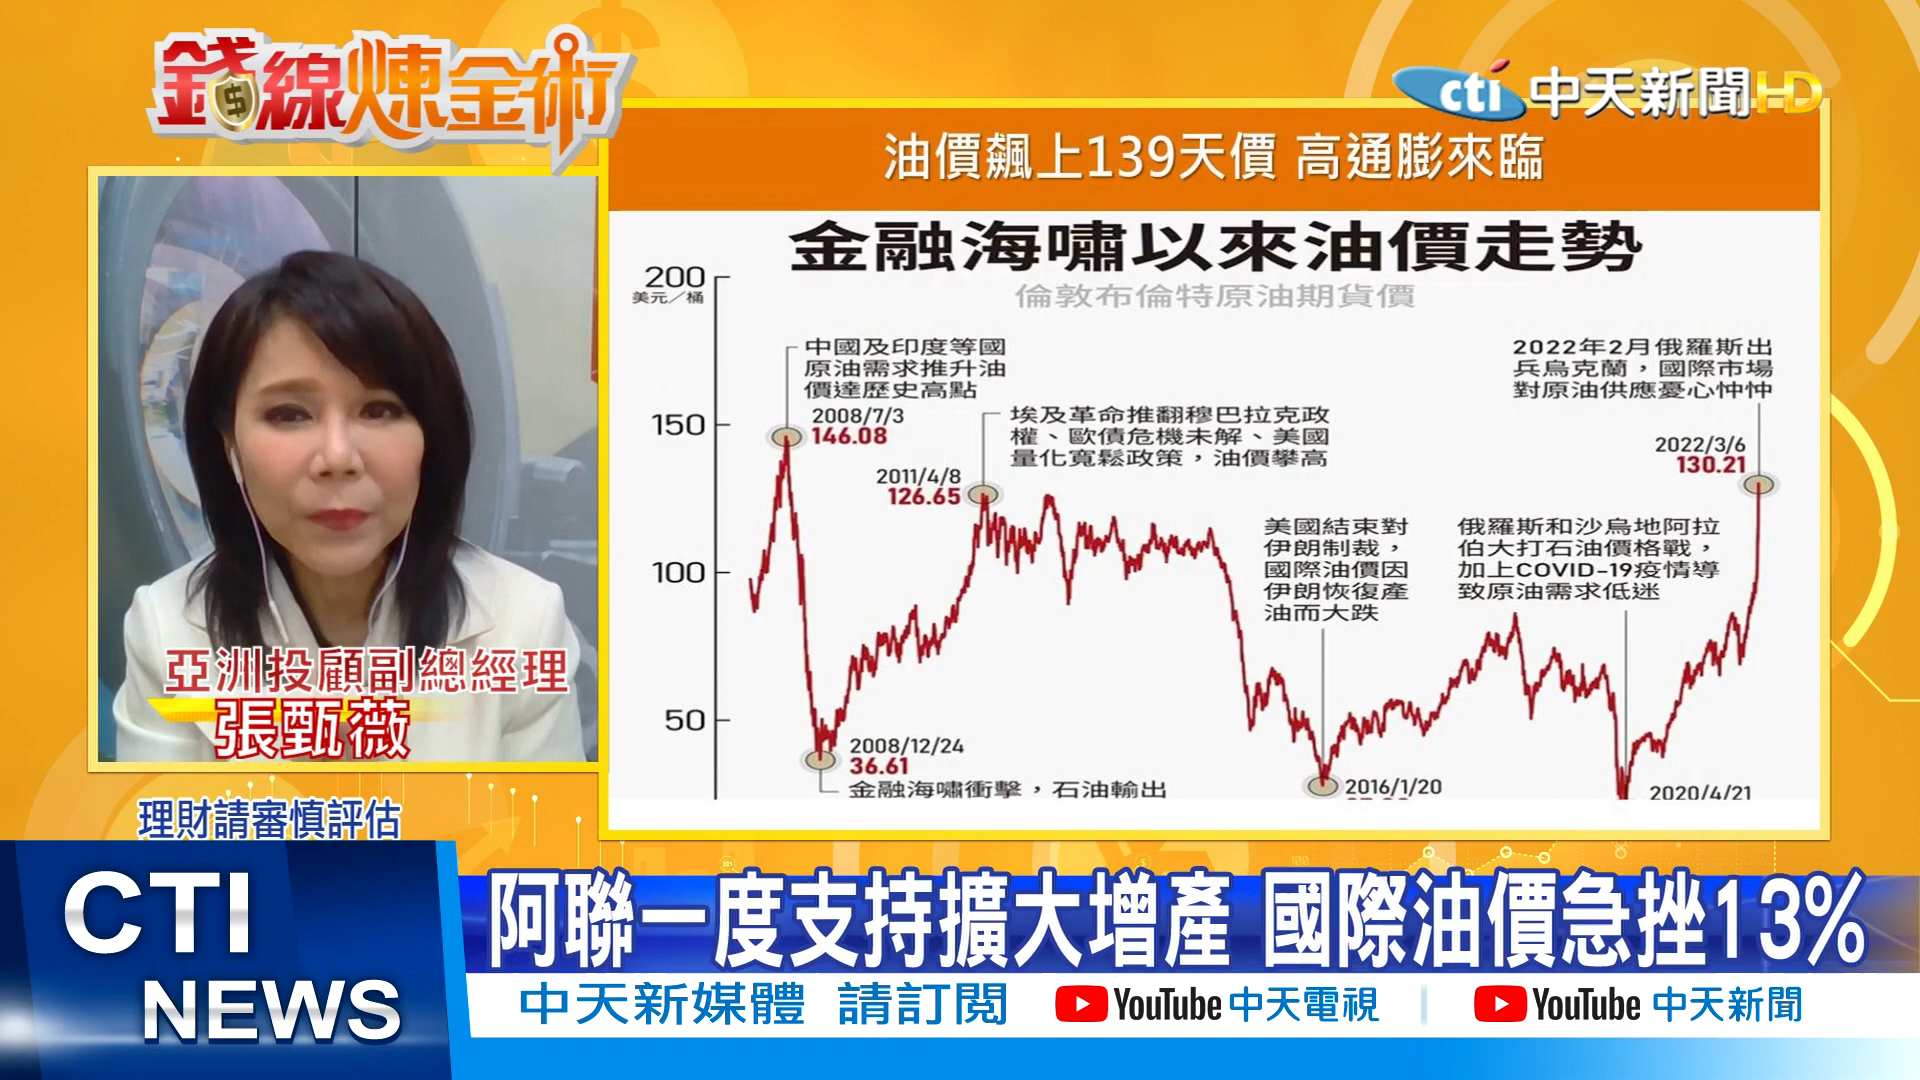 錢線煉金術
cti 中天新聞HD
油價飆上139天價 高通膨來臨
金融海嘯以來油價走勢
倫敦布倫特原油期貨價
200
美元／桶
150
100
50
中國及印度等國
原油需求推升油
價達歷史高點
2008/7/3
146.08
2011/4/8
126.65
埃及革命推翻穆巴拉克政
權、歐債危機未解、美國
量化寬鬆政策，油價攀高
2022年2月俄羅斯出
兵烏克蘭，國際市場
對原油供應憂心忡忡
2022/3/6
130.21
美國結束對
伊朗制裁，
國際油價因
伊朗恢復產
油而大跌
俄羅斯和沙烏地阿拉
伯大打石油價格戰，
加上COVID-19疫情導
致原油需求低迷
2008/12/24
36.61
金融海嘯衝擊，石油輸出
2016/1/20
2020/4/21
亞洲投顧副總經理
張甄薇
理財請審慎評估
CTI
NEWS
阿聯一度支持擴大增產 國際油價急挫13%
中天新媒體 請訂閱 YouTube 中天電視 | YouTube 中天新聞